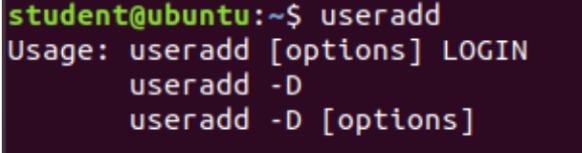 student@ubuntu:~$ useradd
Usage: useradd [options] LOGIN
       useradd -D
       useradd -D [options]